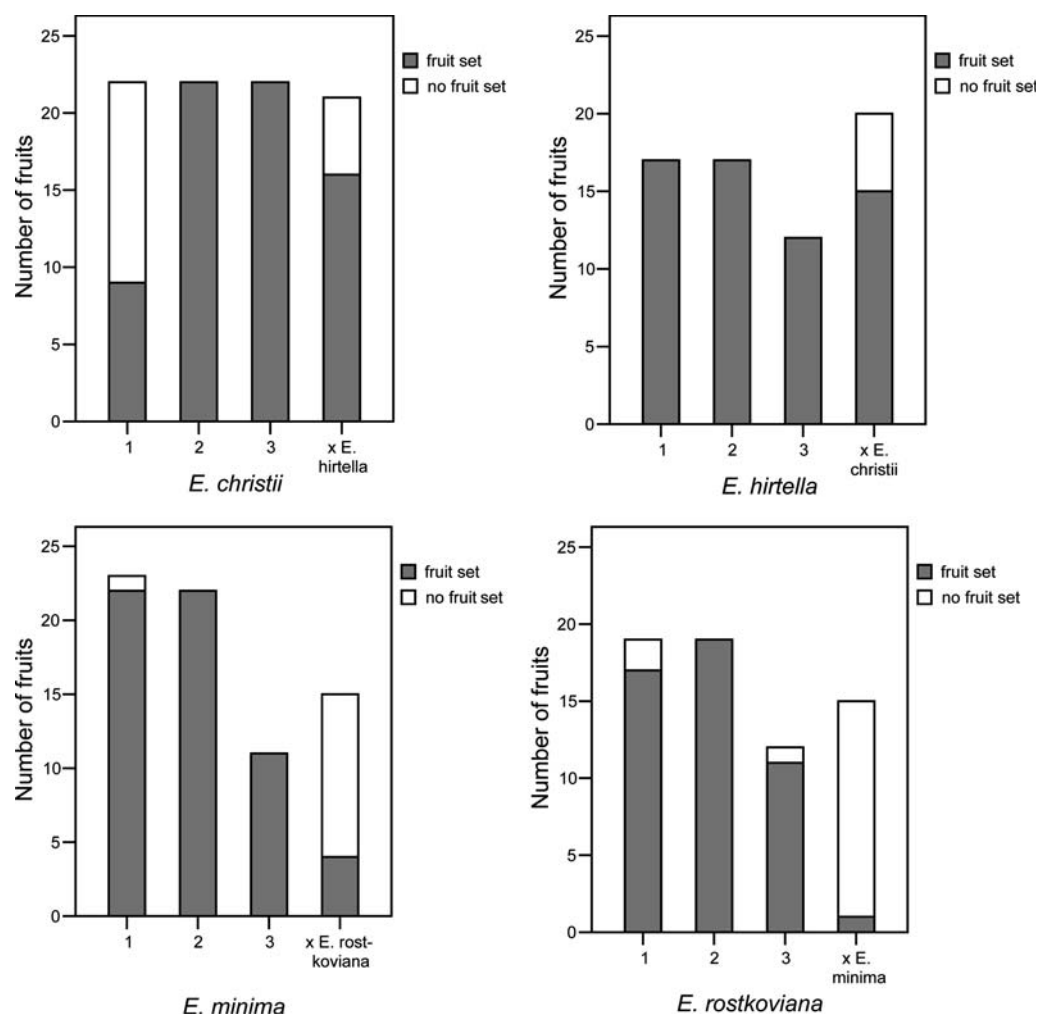 25
20
15
10
5
0
Number of fruits
fruit set
no fruit set
1 2 3 x E.
hirtella
E. christii
25
20
15
10
5
0
Number of fruits
fruit set
no fruit set
1 2 3 x E.
christii
E. hirtella
25
20
15
10
5
0
Number of fruits
fruit set
no fruit set
1 2 3 x E. rost-
koviana
E. minima
25
20
15
10
5
0
Number of fruits
fruit set
no fruit set
1 2 3 x E.
minima
E. rostkoviana